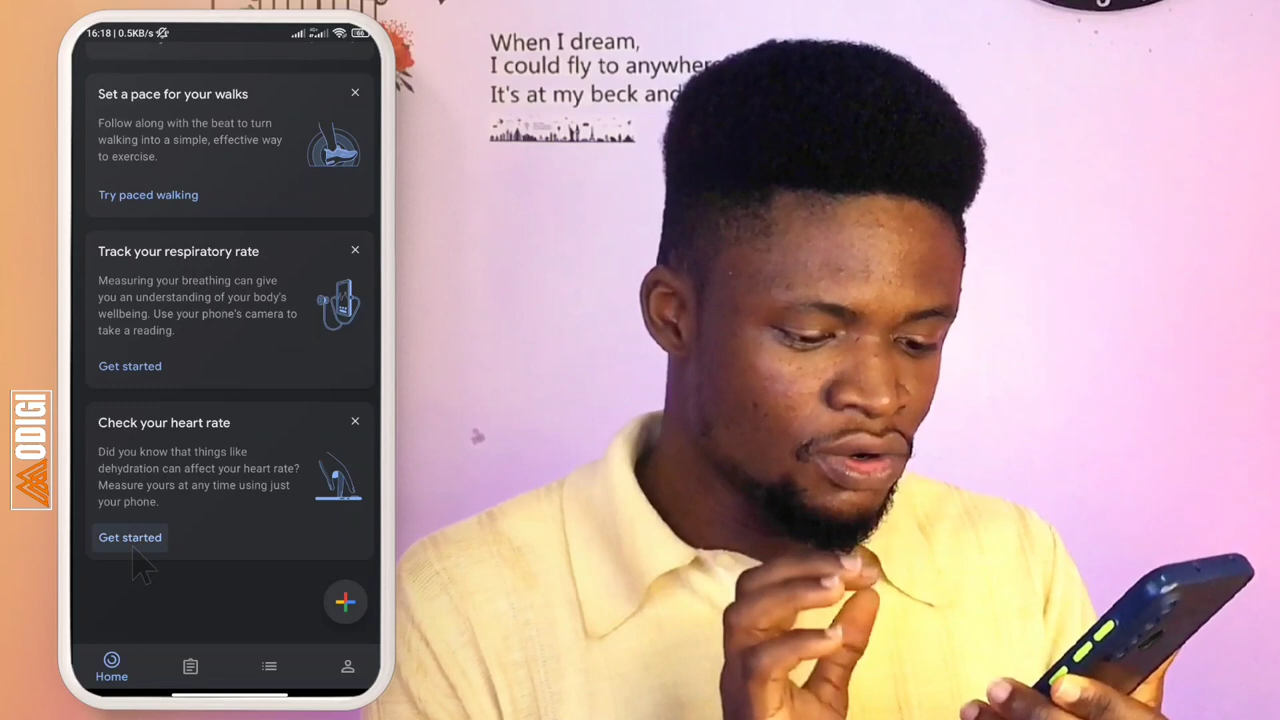 16:18 | 0.5KB/s
66
Set a pace for your walks
Follow along with the beat to turn
walking into a simple, effective way
to exercise.
Try paced walking
Track your respiratory rate
Measuring your breathing can give
you an understanding of your body's
wellbeing. Use your phone's camera to
take a reading.
Get started
Check your heart rate
Did you know that things like
dehydration can affect your heart rate?
Measure yours at any time using just
your phone.
Get started
Home
ODIGI
When I dream,
I could fly to anywhere
It's at my beck and